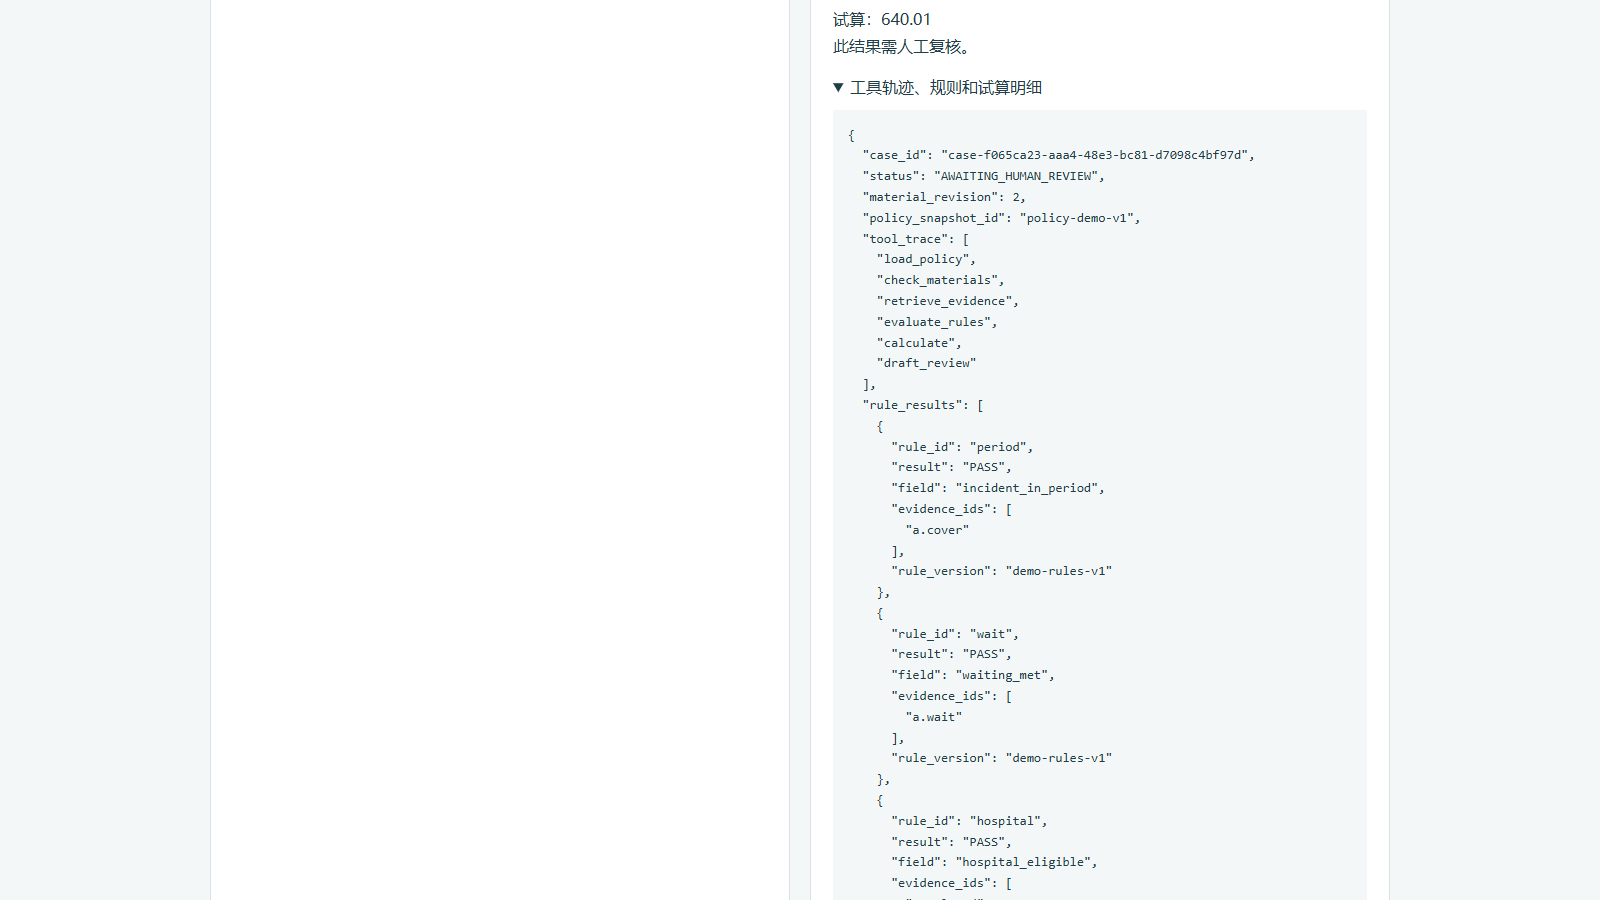 试算：640.01
此结果需人工复核。
▼ 工具轨迹、规则和试算明细
{
  "case_id": "case-f065ca23-aaa4-48e3-bc81-d7098c4bf97d",
  "status": "AWAITING_HUMAN_REVIEW",
  "material_revision": 2,
  "policy_snapshot_id": "policy-demo-v1",
  "tool_trace": [
    "load_policy",
    "check_materials",
    "retrieve_evidence",
    "evaluate_rules",
    "calculate",
    "draft_review"
  ],
  "rule_results": [
    {
      "rule_id": "period",
      "result": "PASS",
      "field": "incident_in_period",
      "evidence_ids": [
        "a.cover"
      ],
      "rule_version": "demo-rules-v1"
    },
    {
      "rule_id": "wait",
      "result": "PASS",
      "field": "waiting_met",
      "evidence_ids": [
        "a.wait"
      ],
      "rule_version": "demo-rules-v1"
    },
    {
      "rule_id": "hospital",
      "result": "PASS",
      "field": "hospital_eligible",
      "evidence_ids": [